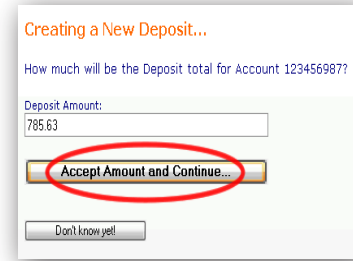 Creating a New Deposit...
How much will be the Deposit total for Account 123456987?
Deposit Amount:
785.63
Accept Amount and Continue...
Don't know yet!